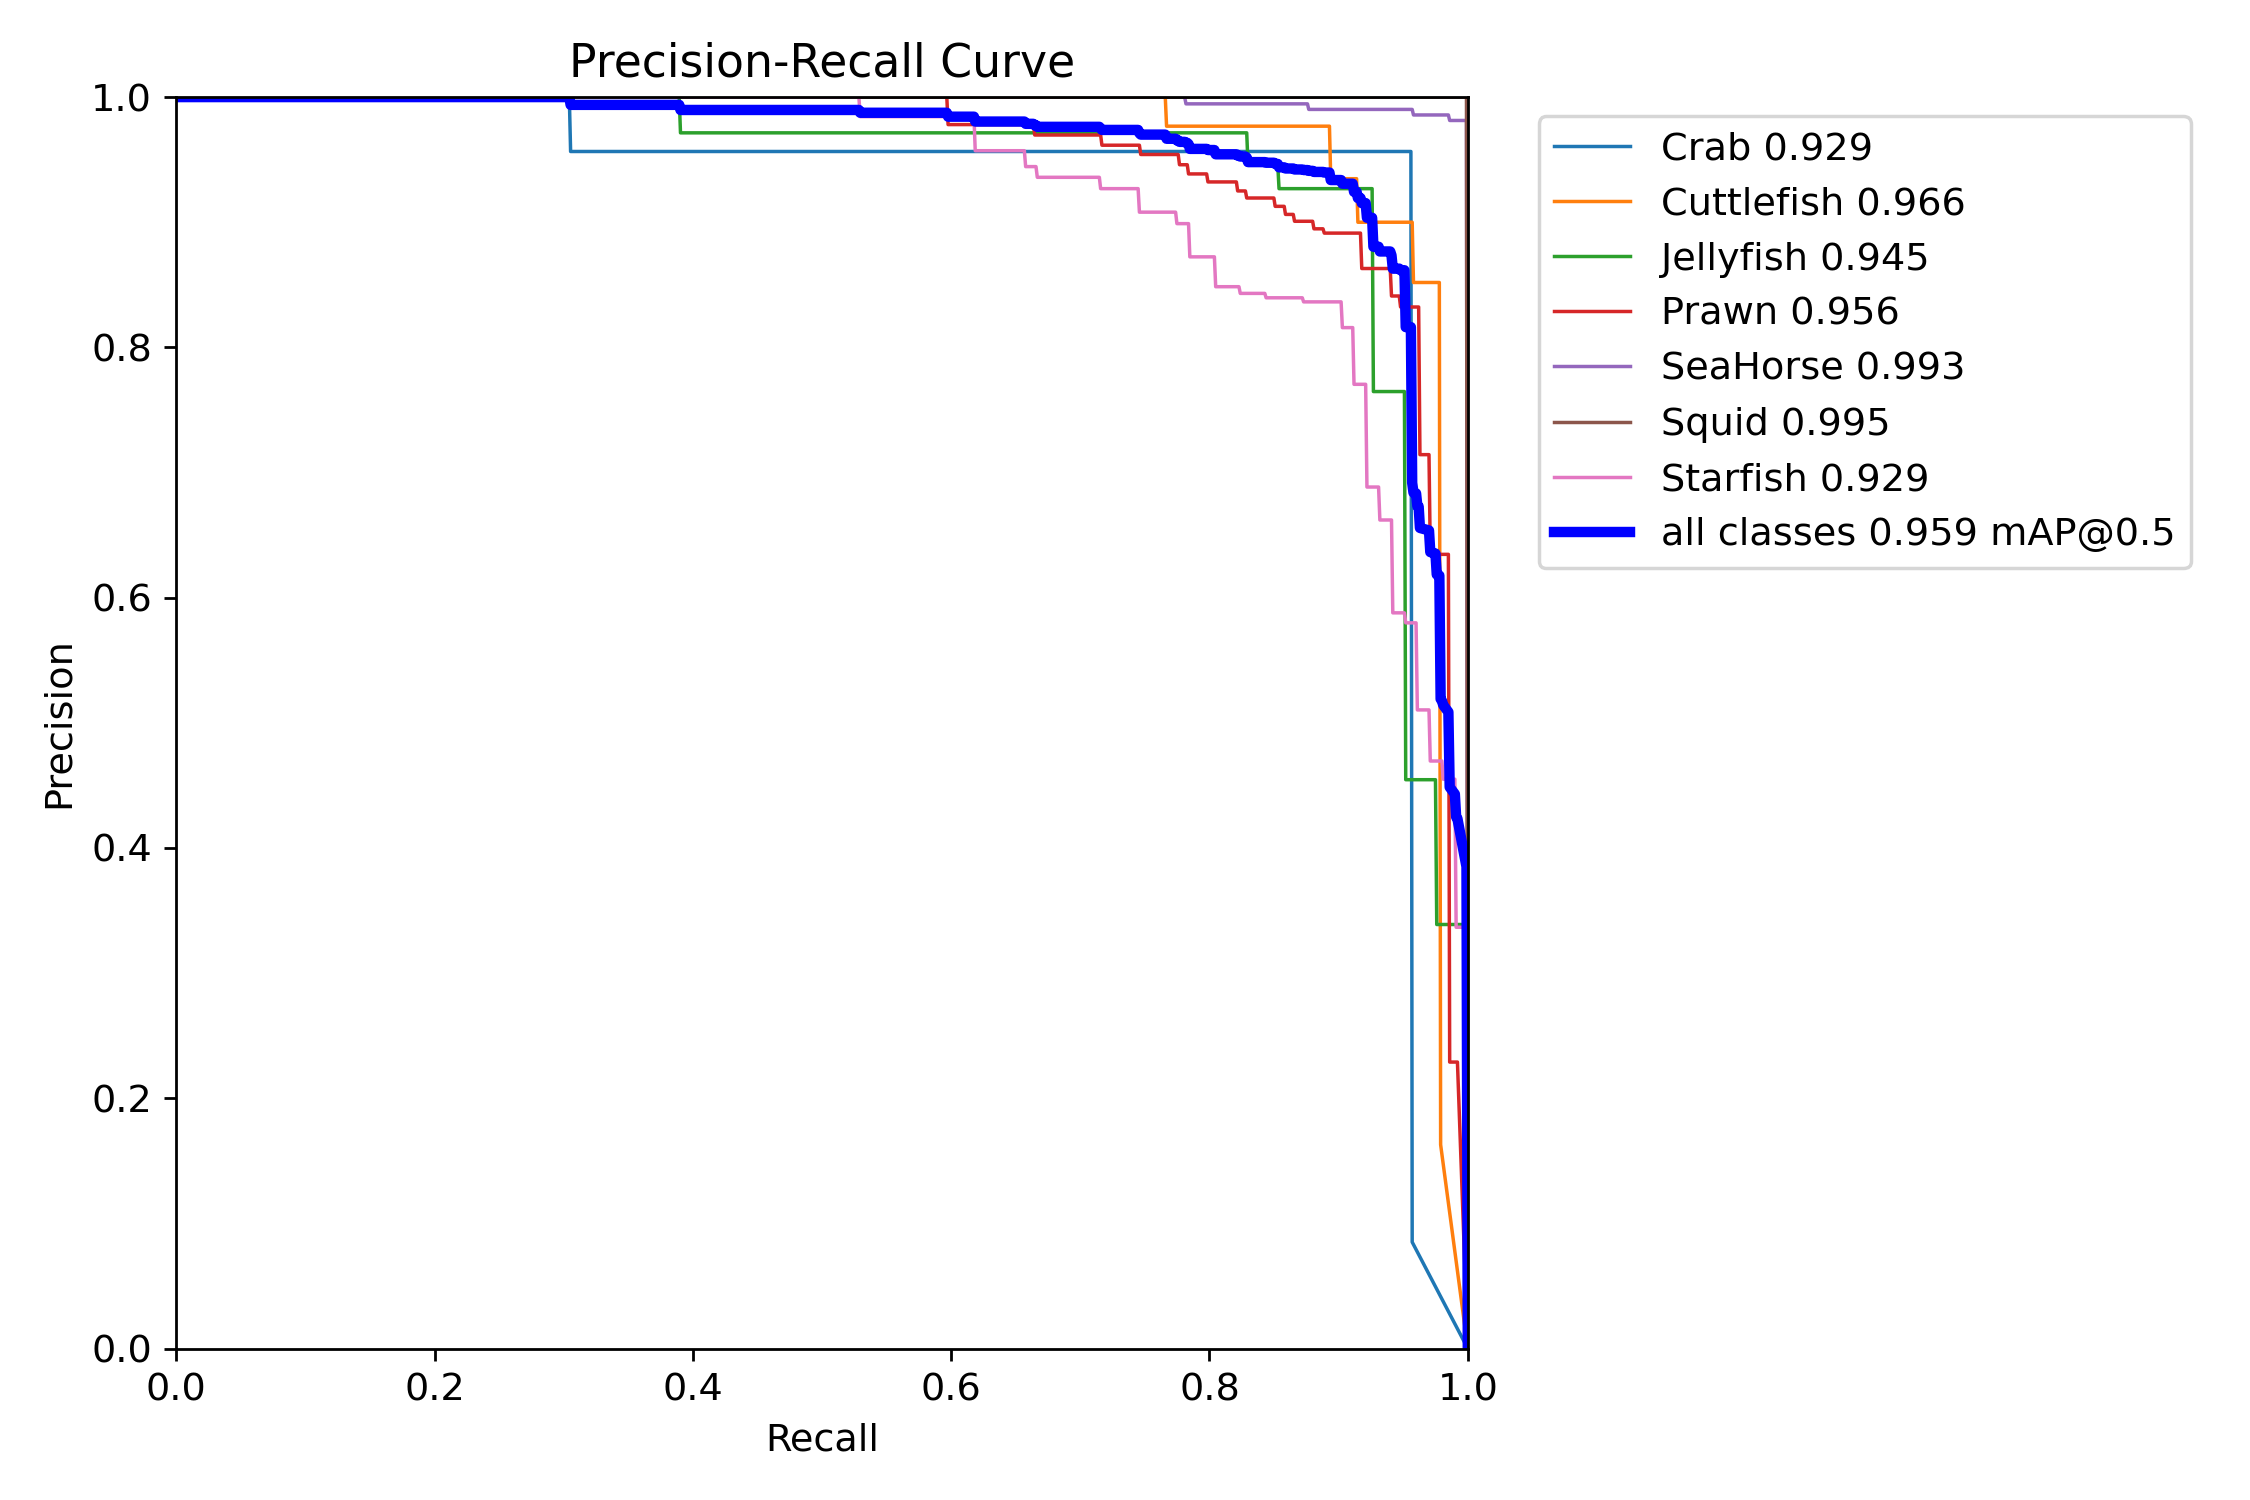 Precision-Recall Curve
1.0
0.8
0.6
0.4
0.2
0.0
Precision
0.0 0.2 0.4 0.6 0.8 1.0
Recall
Crab 0.929
Cuttlefish 0.966
Jellyfish 0.945
Prawn 0.956
SeaHorse 0.993
Squid 0.995
Starfish 0.929
all classes 0.959 mAP@0.5